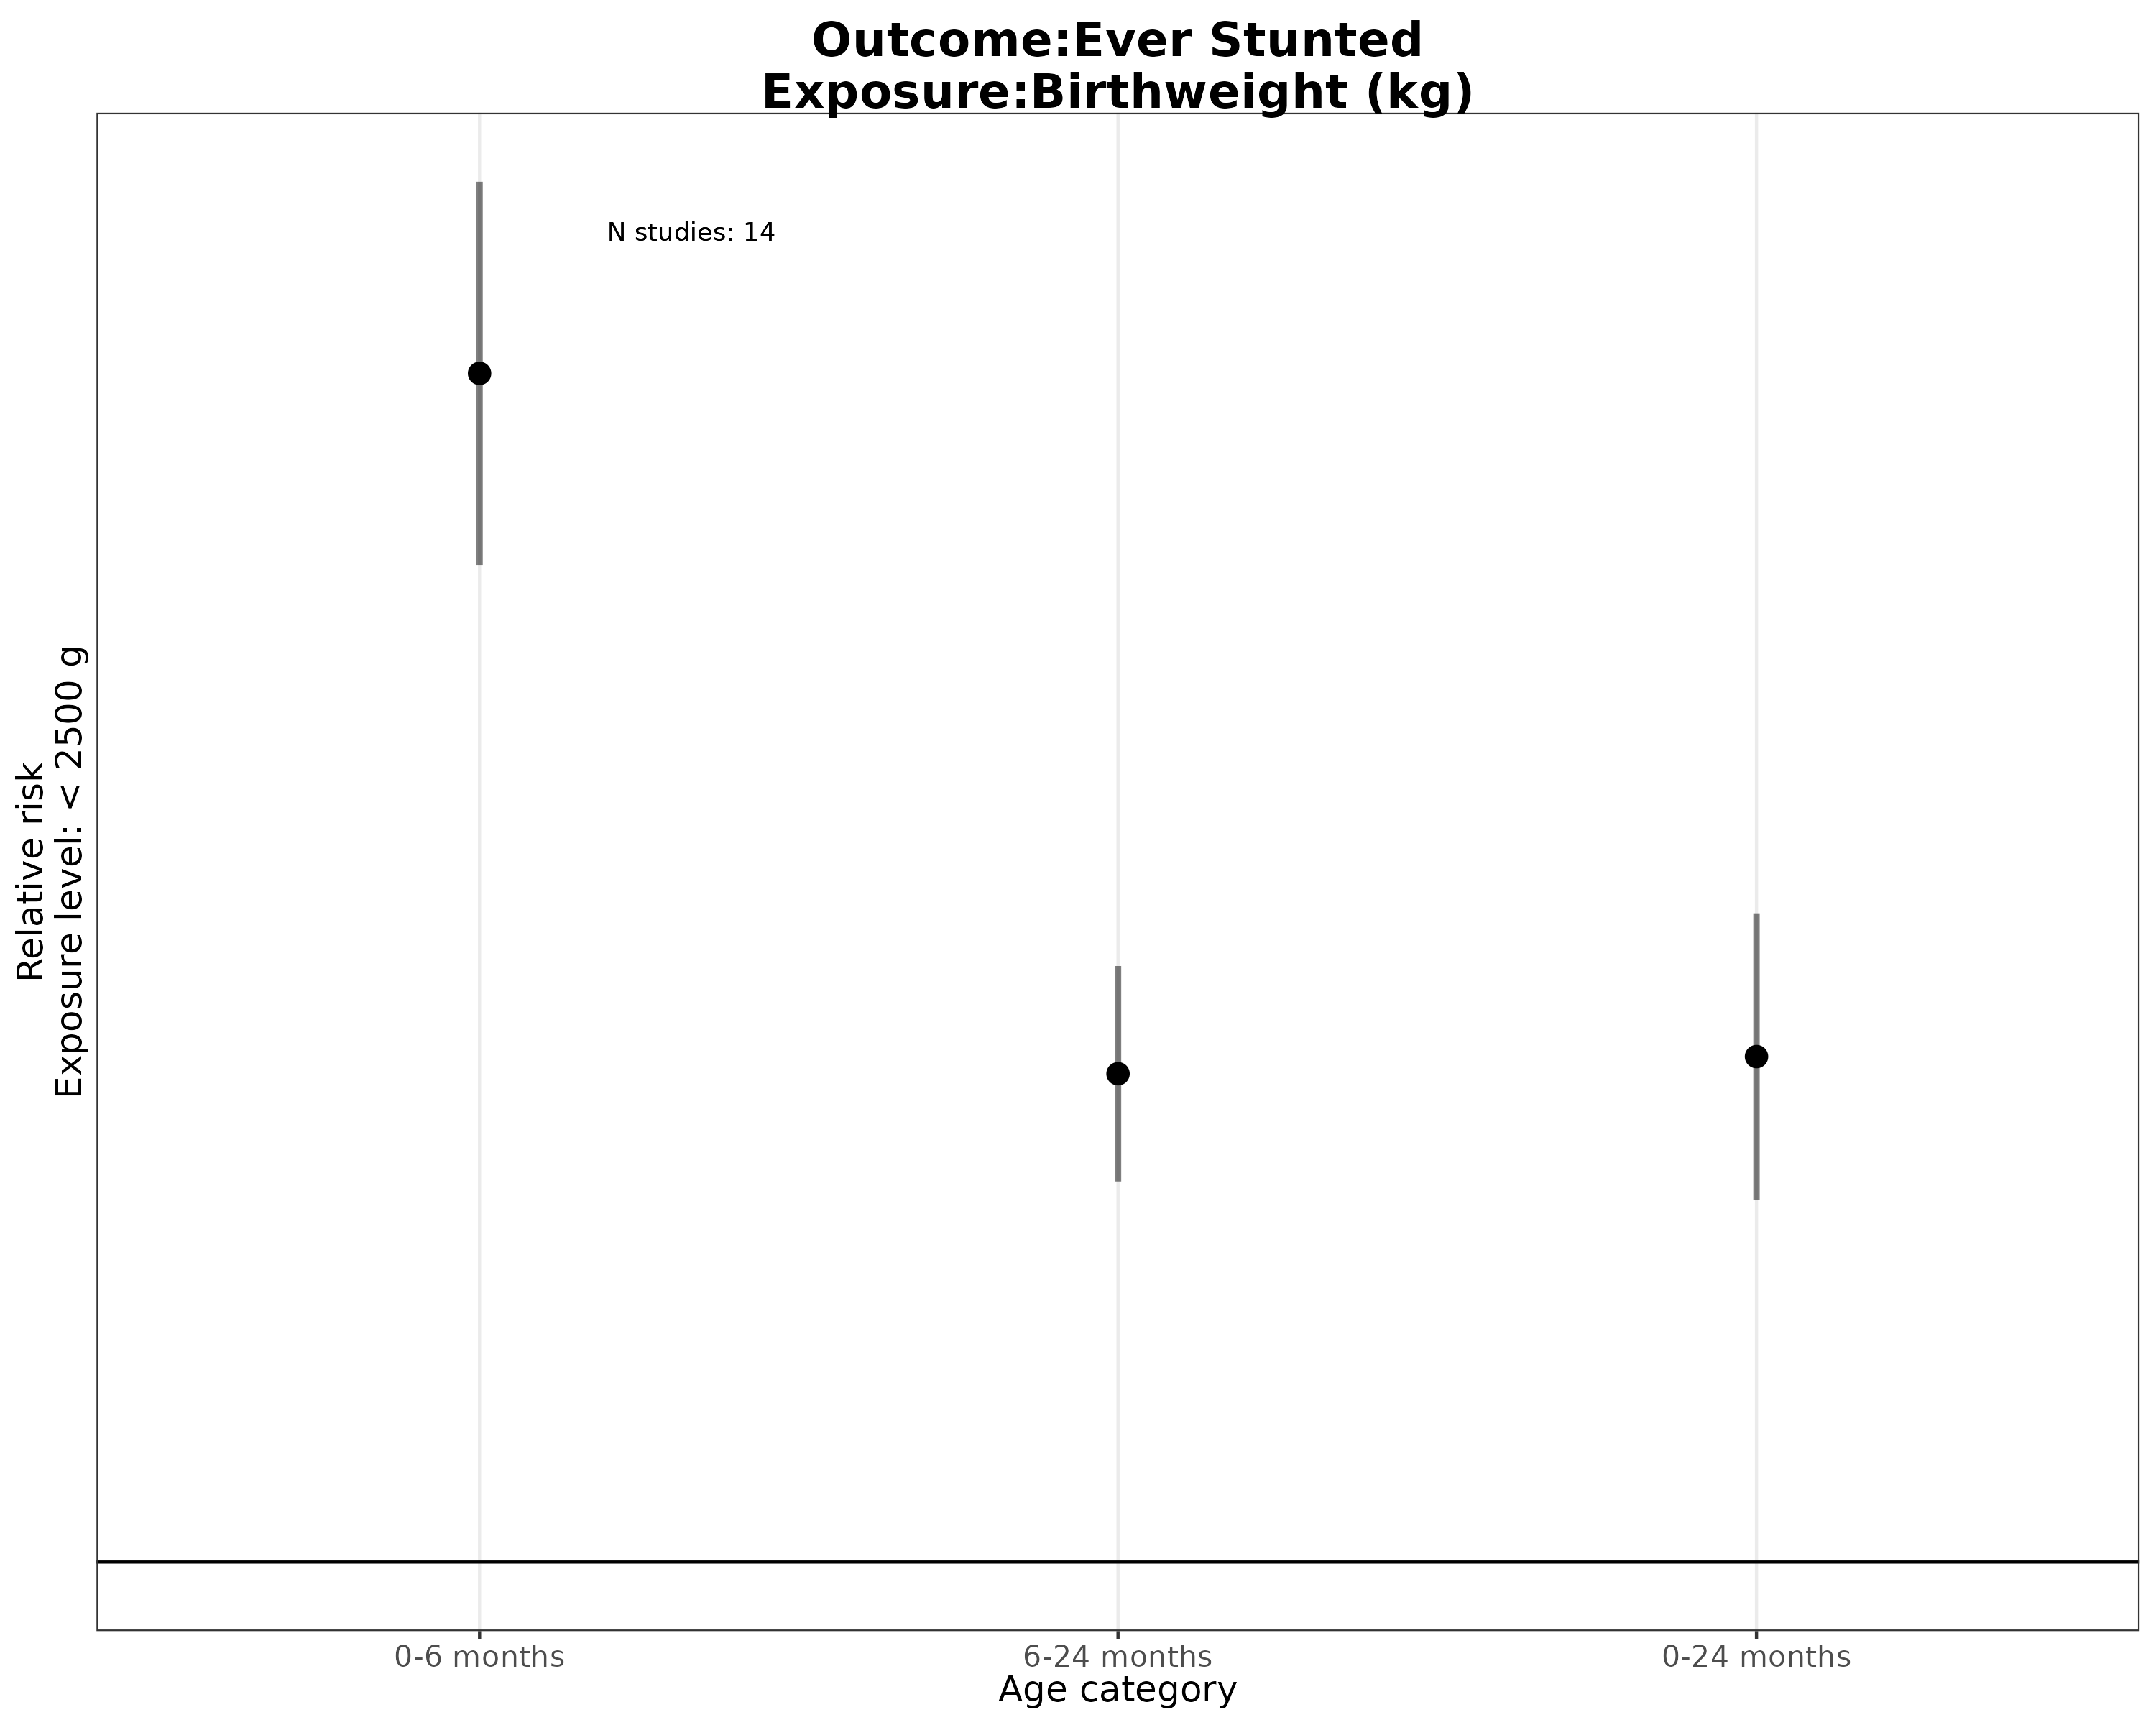 Outcome:Ever Stunted
Exposure:Birthweight (kg)
N studies: 14
Relative risk
Exposure level: < 2500 g
0-6 months
6-24 months
0-24 months
Age category